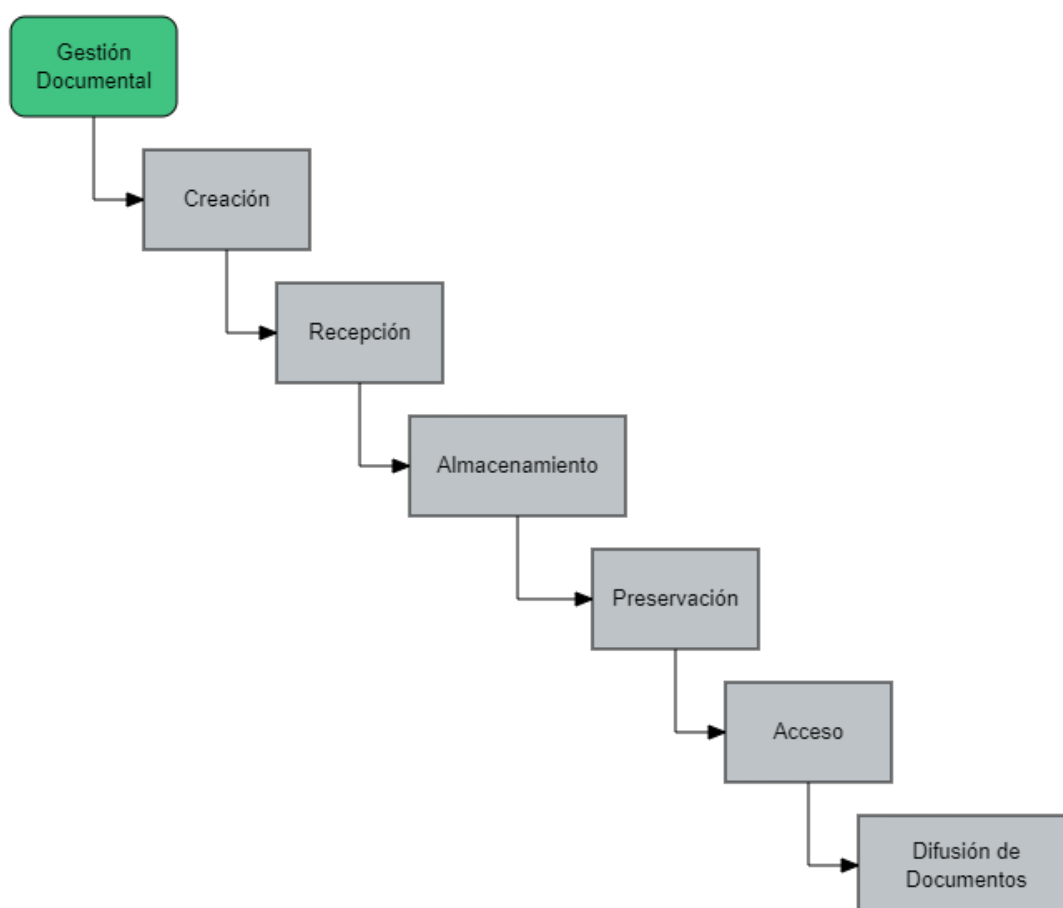 Gestión
Documental
Creación
Recepción
Almacenamiento
Preservación
Acceso
Difusión de
Documentos